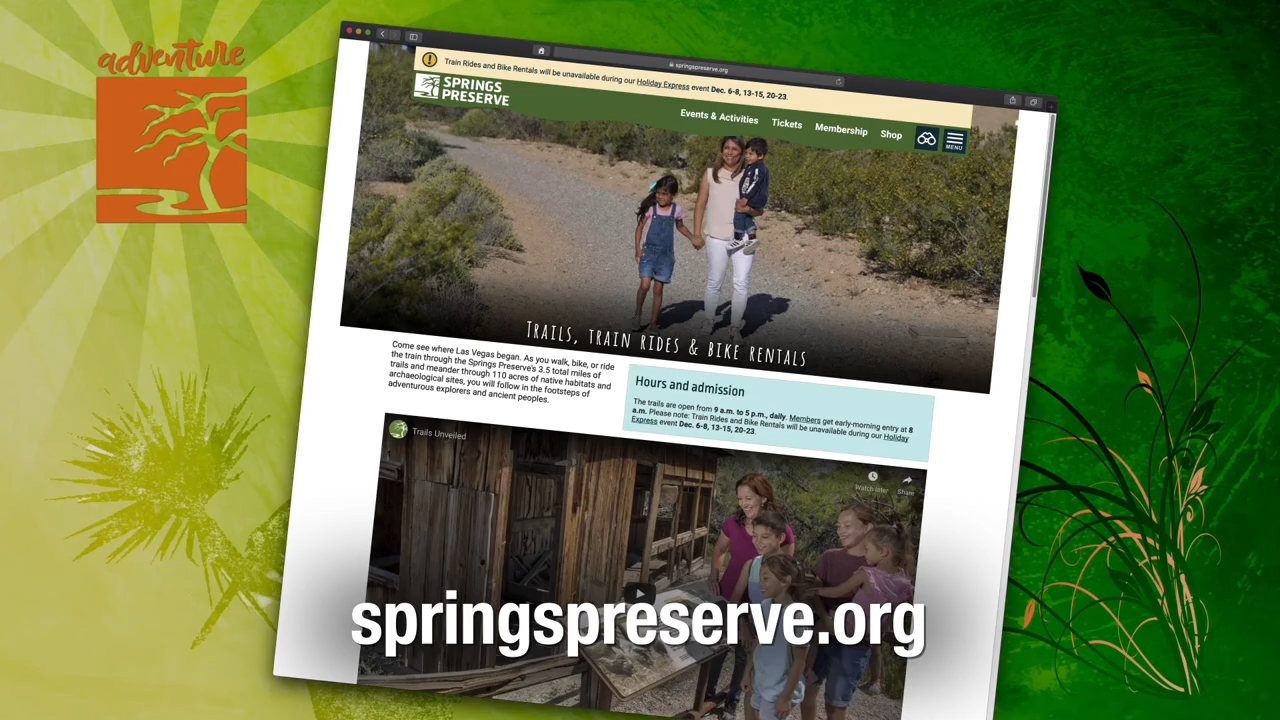 adventure
springspreserve.org
Train Rides and Bike Rentals will be unavailable during our Holiday Express event Dec. 6-8, 13-15, 20-23.
SPRINGS
PRESERVE
Events & Activities
Tickets
Membership
Shop
MENU
Trails, train rides & bike rentals
Come see where Las Vegas began. As you walk, bike, or ride
the train through the Springs Preserve's 3.5 total miles of
trails and meander through 110 acres of native habitats and
archaeological sites, you will follow in the footsteps of
adventurous explorers and ancient peoples.
Hours and admission
The trails are open from 9 a.m. to 5 p.m., daily. Members get early-morning entry at 8
a.m. Please note: Train Rides and Bike Rentals will be unavailable during our Holiday
Express event Dec. 6-8, 13-15, 20-23.
Trails Unveiled
Watch later
Share
springspreserve.org